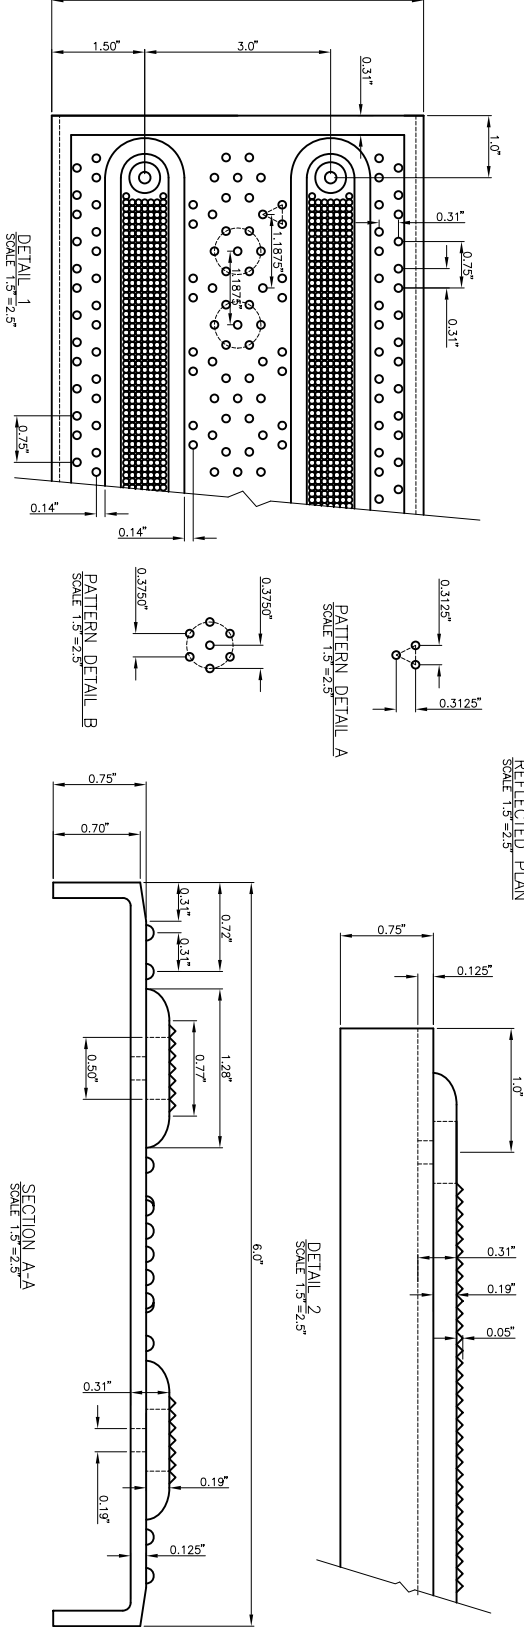 1.50"
3.0"
0.31"
1.0"
0.31"
0.75"
0.31"
1.1875"
1.1875"
DETAIL 1
SCALE 1.5"=2.5"
0.75"
0.14"
0.14"
0.3750"
0.3750"
PATTERN DETAIL B
SCALE 1.5"=2.5"
0.3125"
0.3125"
PATTERN DETAIL A
SCALE 1.5"=2.5"
REFLECTED PLAN
SCALE 1.5"=2.5"
0.75"
0.70"
0.31"
0.72"
0.31"
0.50"
0.77"
1.28"
6.0"
0.31"
0.19"
0.19"
0.125"
SECTION A-A
SCALE 1.5"=2.5"
0.75"
0.125"
1.0"
0.31"
0.19"
0.05"
DETAIL 2
SCALE 1.5"=2.5"